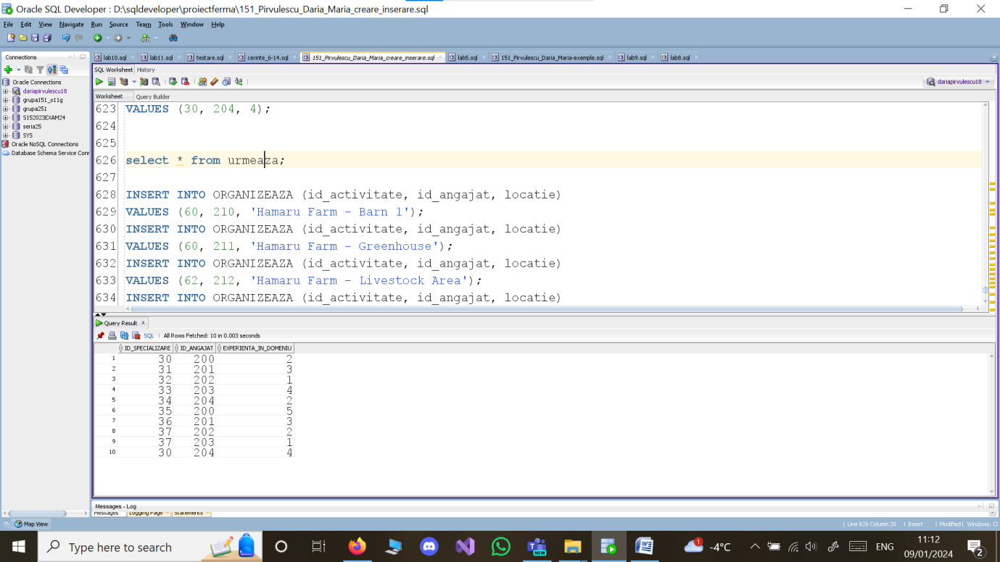 Oracle SQL Developer : D:\sqldeveloper\proiectferma\151_Pirvulescu_Daria_Maria_creare_inserare.sql
File Edit View Navigate Run Source Team Tools Window Help
Connections
lab10.sql lab11.sql testare.sql cerinte_6-14.sql 151_Pirvulescu_Daria_Maria_creare_inserare.sql lab5.sql 151_Pirvulescu_Daria_Maria-exemple.sql lab9.sql lab8.sql
SQL Worksheet History
Oracle Connections
dariapirvulescu18
grupa151_o11g
grupa251
S152023EXAM24
seria25
SYS
Oracle NoSQL Connections
Database Schema Service Conr
dariapirvulescu18
Worksheet Query Builder
623 VALUES (30, 204, 4);
624
625
626 select * from urmeaza;
627
628 INSERT INTO ORGANIZEAZA (id_activitate, id_angajat, locatie)
629 VALUES (60, 210, 'Hamaru Farm - Barn 1');
630 INSERT INTO ORGANIZEAZA (id_activitate, id_angajat, locatie)
631 VALUES (60, 211, 'Hamaru Farm - Greenhouse');
632 INSERT INTO ORGANIZEAZA (id_activitate, id_angajat, locatie)
633 VALUES (62, 212, 'Hamaru Farm - Livestock Area');
634 INSERT INTO ORGANIZEAZA (id_activitate, id_angajat, locatie)
Query Result x
SQL | All Rows Fetched: 10 in 0.003 seconds
ID_SPECIALIZARE ID_ANGAJAT EXPERIENTA_IN_DOMENIU
1 30 200 2
2 31 201 3
3 32 202 1
4 33 203 4
5 34 204 2
6 35 200 5
7 36 201 3
8 37 202 2
9 37 203 1
10 30 204 4
Messages - Log
Messages Logging Page Statements
Map View
Line 626 Column 20 | Insert | Modified | Windows: C
Type here to search
NEW
1
-4°C
ENG
11:12
09/01/2024
2